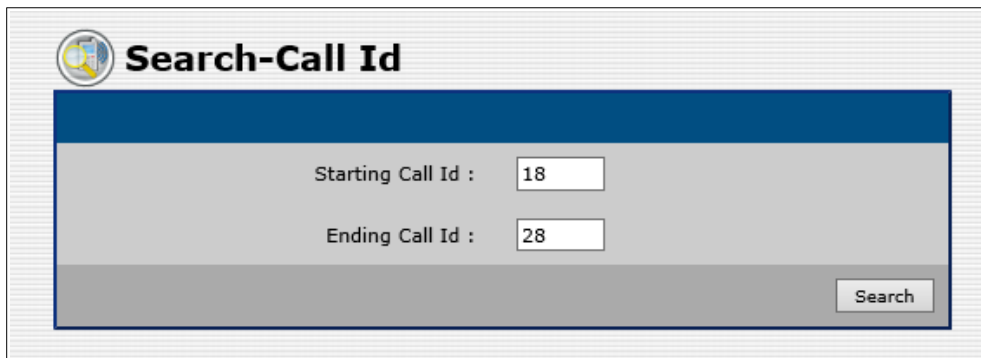 Search-Call Id
Starting Call Id : 18
Ending Call Id : 28
Search